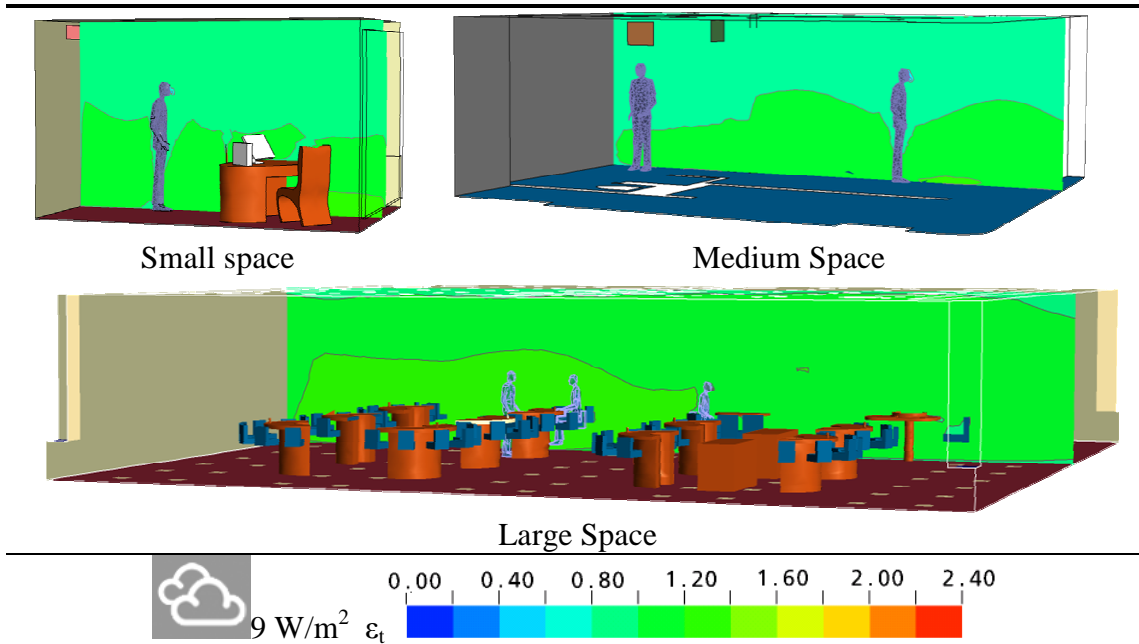 Small space
Medium Space
Large Space
0.00 0.40 0.80 1.20 1.60 2.00 2.40
9 W/m² εt